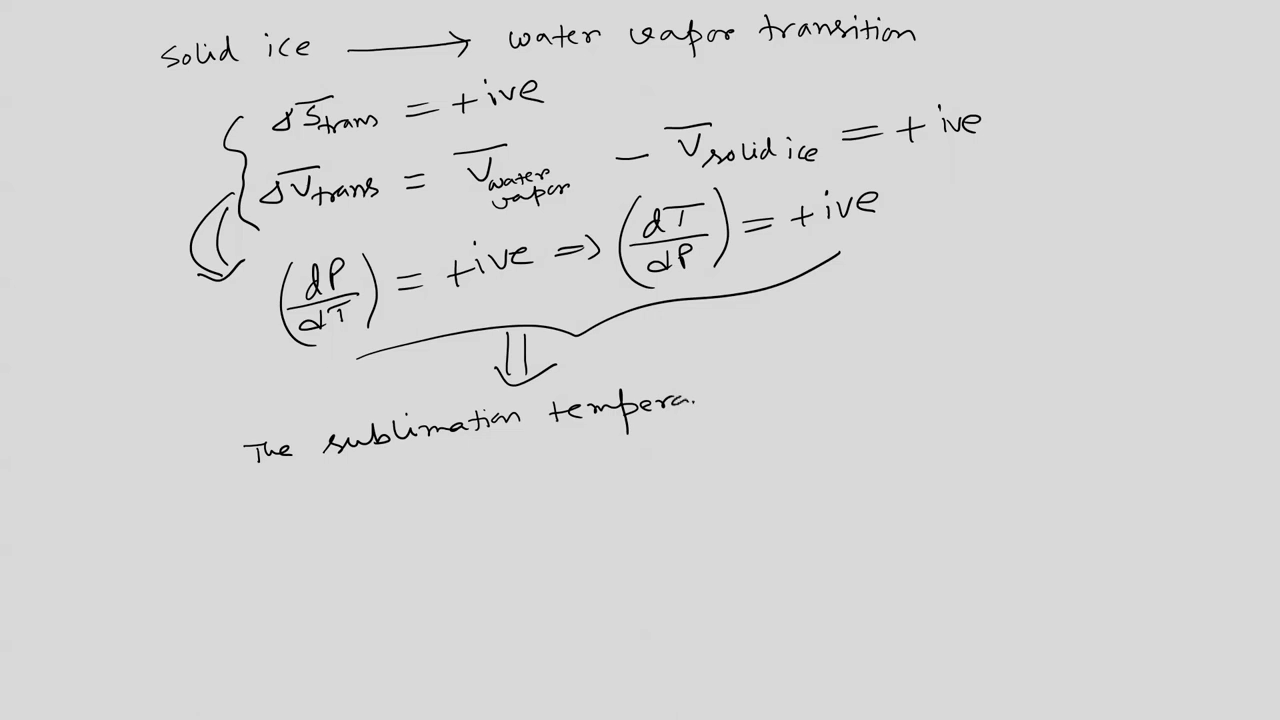 solid ice ⟶ water vapor transition
ΔS̅trans = +ive
ΔV̅trans = V̅water vapor − V̅solid ice = +ive
(dP/dT) = +ive ⇒ (dT/dP) = +ive
The sublimation tempera.